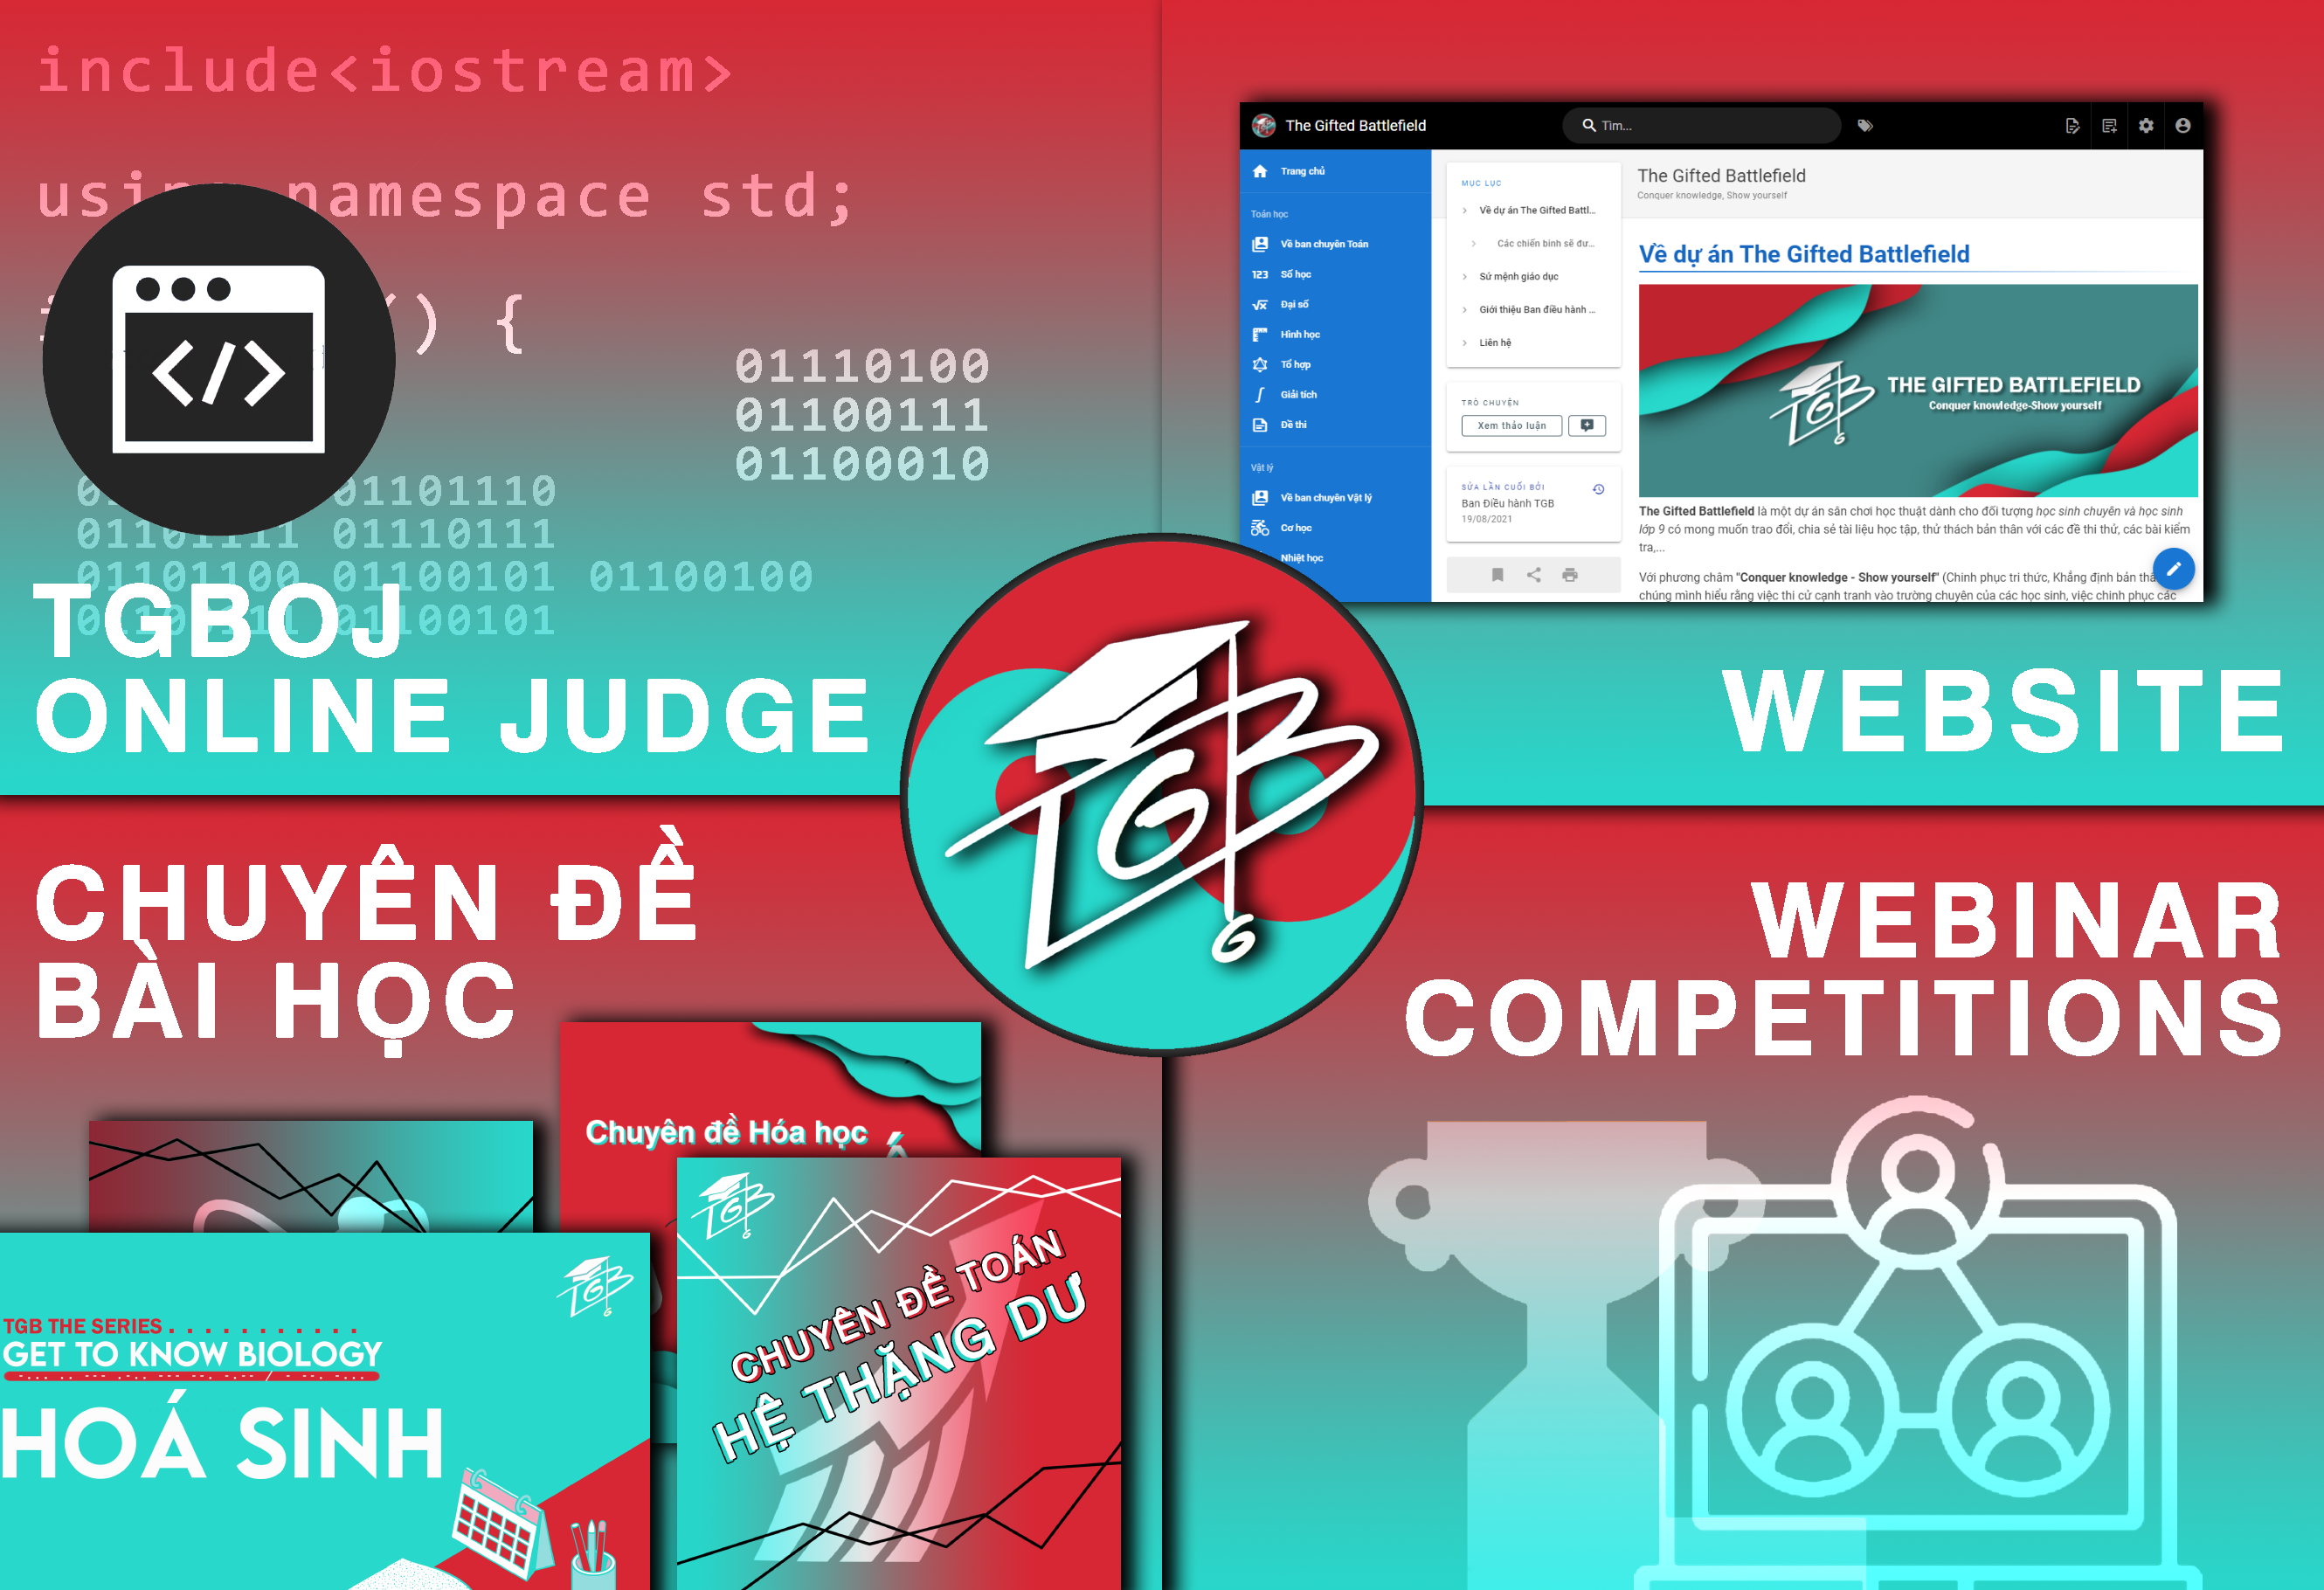 include<iostream>
using namespace std;
() {
01110100
01100111
01100010
01101110
01101111 01110111
01101100 01100101 01100100
01100111 01100101
TGBOJ
ONLINE JUDGE
The Gifted Battlefield
Tìm...
Trang chủ
Toán học
Về ban chuyên Toán
123 Số học
√x Đại số
Hình học
Tổ hợp
∫ Giải tích
Đề thi
Vật lý
Về ban chuyên Vật lý
Cơ học
Nhiệt học
MỤC LỤC
Về dự án The Gifted Battl...
Các chiến binh sẽ đư...
Sứ mệnh giáo dục
Giới thiệu Ban điều hành ...
Liên hệ
TRÒ CHUYỆN
Xem thảo luận
SỬA LẦN CUỐI BỞI
Ban Điều hành TGB
19/08/2021
The Gifted Battlefield
Conquer knowledge, Show yourself
Về dự án The Gifted Battlefield
TGB
THE GIFTED BATTLEFIELD
Conquer knowledge-Show yourself
The Gifted Battlefield là một dự án sân chơi học thuật dành cho đối tượng học sinh chuyên và học sinh
lớp 9 có mong muốn trao đổi, chia sẻ tài liệu học tập, thử thách bản thân với các đề thi thử, các bài kiểm
tra,...
Với phương châm "Conquer knowledge - Show yourself" (Chinh phục tri thức, Khẳng định bản
chúng mình hiểu rằng việc thi cử cạnh tranh vào trường chuyên của các học sinh, việc chinh phục các
WEBSITE
TGB
G
CHUYÊN ĐỀ
BÀI HỌC
Chuyên đề Hóa học
TGB
CHUYÊN ĐỀ TOÁN
HỆ THẶNG DƯ
TGB
TGB THE SERIES . . . . . . . . . . .
GET TO KNOW BIOLOGY
HOÁ SINH
WEBINAR
COMPETITIONS